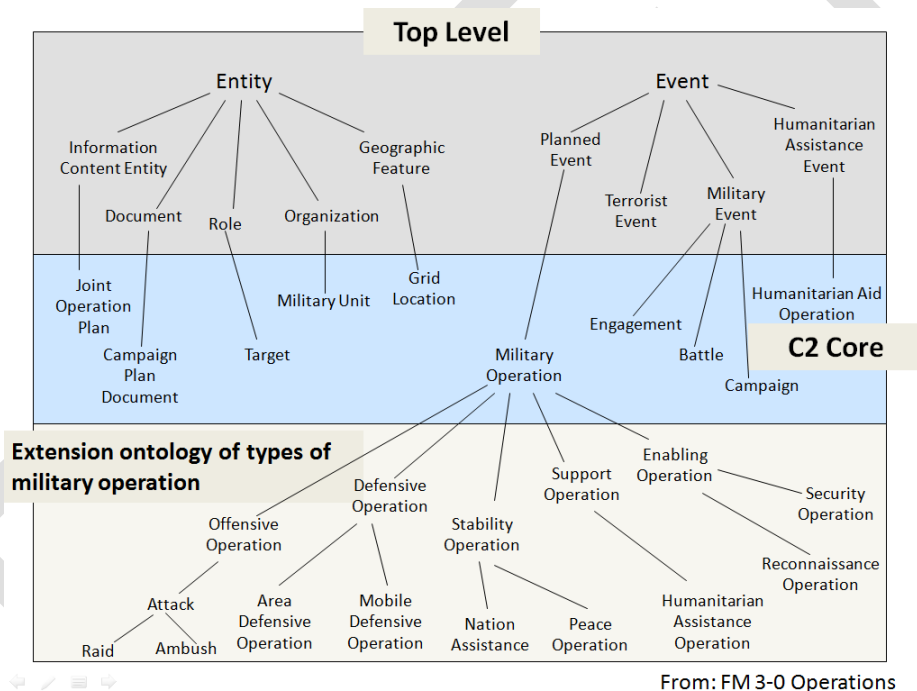 Top Level
Entity
Event
Information
Content Entity
Geographic
Feature
Planned
Event
Humanitarian
Assistance
Event
Document
Role
Organization
Terrorist
Event
Military
Event
Joint
Operation
Plan
Military Unit
Grid
Location
Humanitarian Aid
Operation
Engagement
C2 Core
Campaign
Plan
Document
Target
Military
Operation
Battle
Campaign
Extension ontology of types of
military operation
Enabling
Operation
Support
Operation
Defensive
Operation
Security
Operation
Offensive
Operation
Stability
Operation
Reconnaissance
Operation
Attack
Area
Defensive
Operation
Mobile
Defensive
Operation
Nation
Assistance
Peace
Operation
Humanitarian
Assistance
Operation
Raid
Ambush
From: FM 3-0 Operations